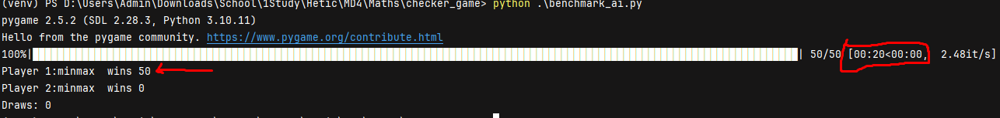 (venv) PS D:\Users\Admin\Downloads\School\1Study\Hetic\MD4\Maths\checker_game> python .\benchmark_ai.py
pygame 2.5.2 (SDL 2.28.3, Python 3.10.11)
Hello from the pygame community. https://www.pygame.org/contribute.html
100%| | 50/50 [00:20<00:00, 2.48it/s]
Player 1:minmax  wins 50
Player 2:minmax  wins 0
Draws: 0